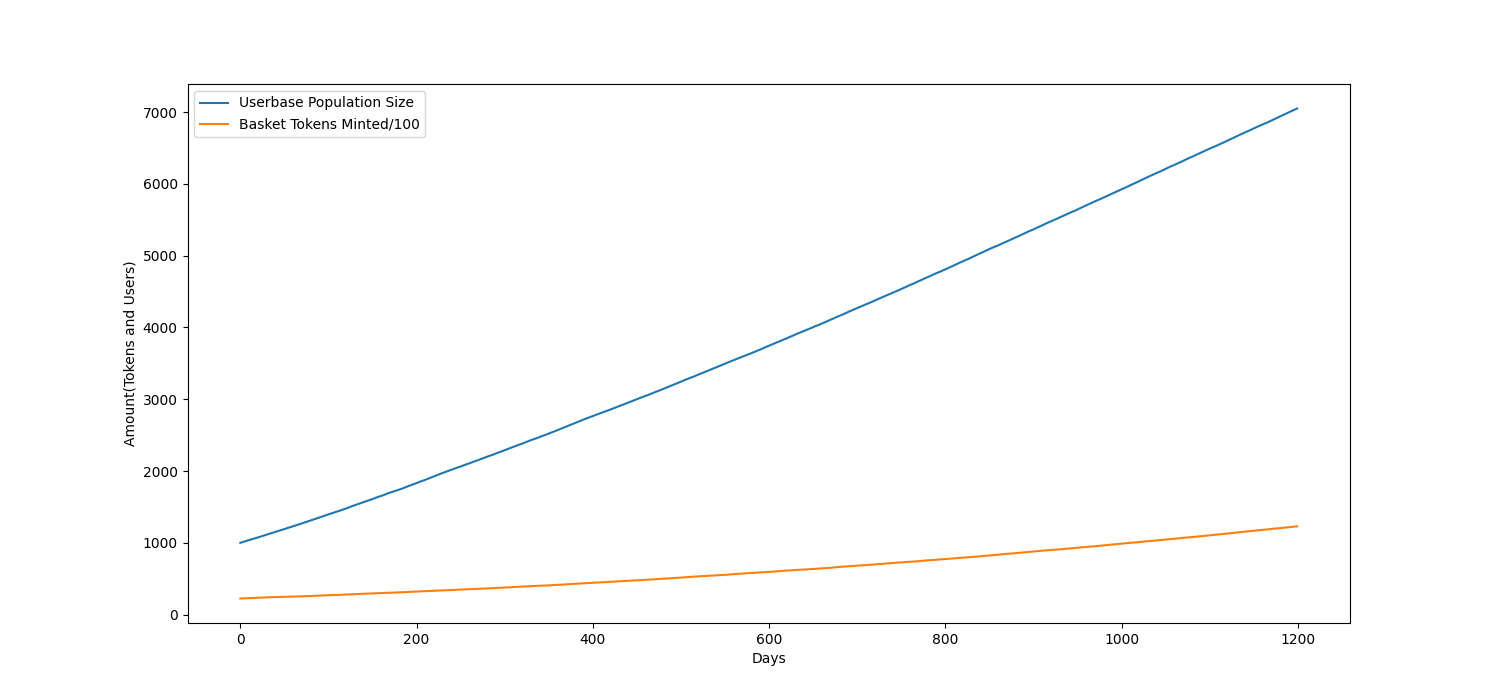 Userbase Population Size
Basket Tokens Minted/100
7000
6000
5000
4000
3000
2000
1000
0
Amount(Tokens and Users)
0 200 400 600 800 1000 1200
Days